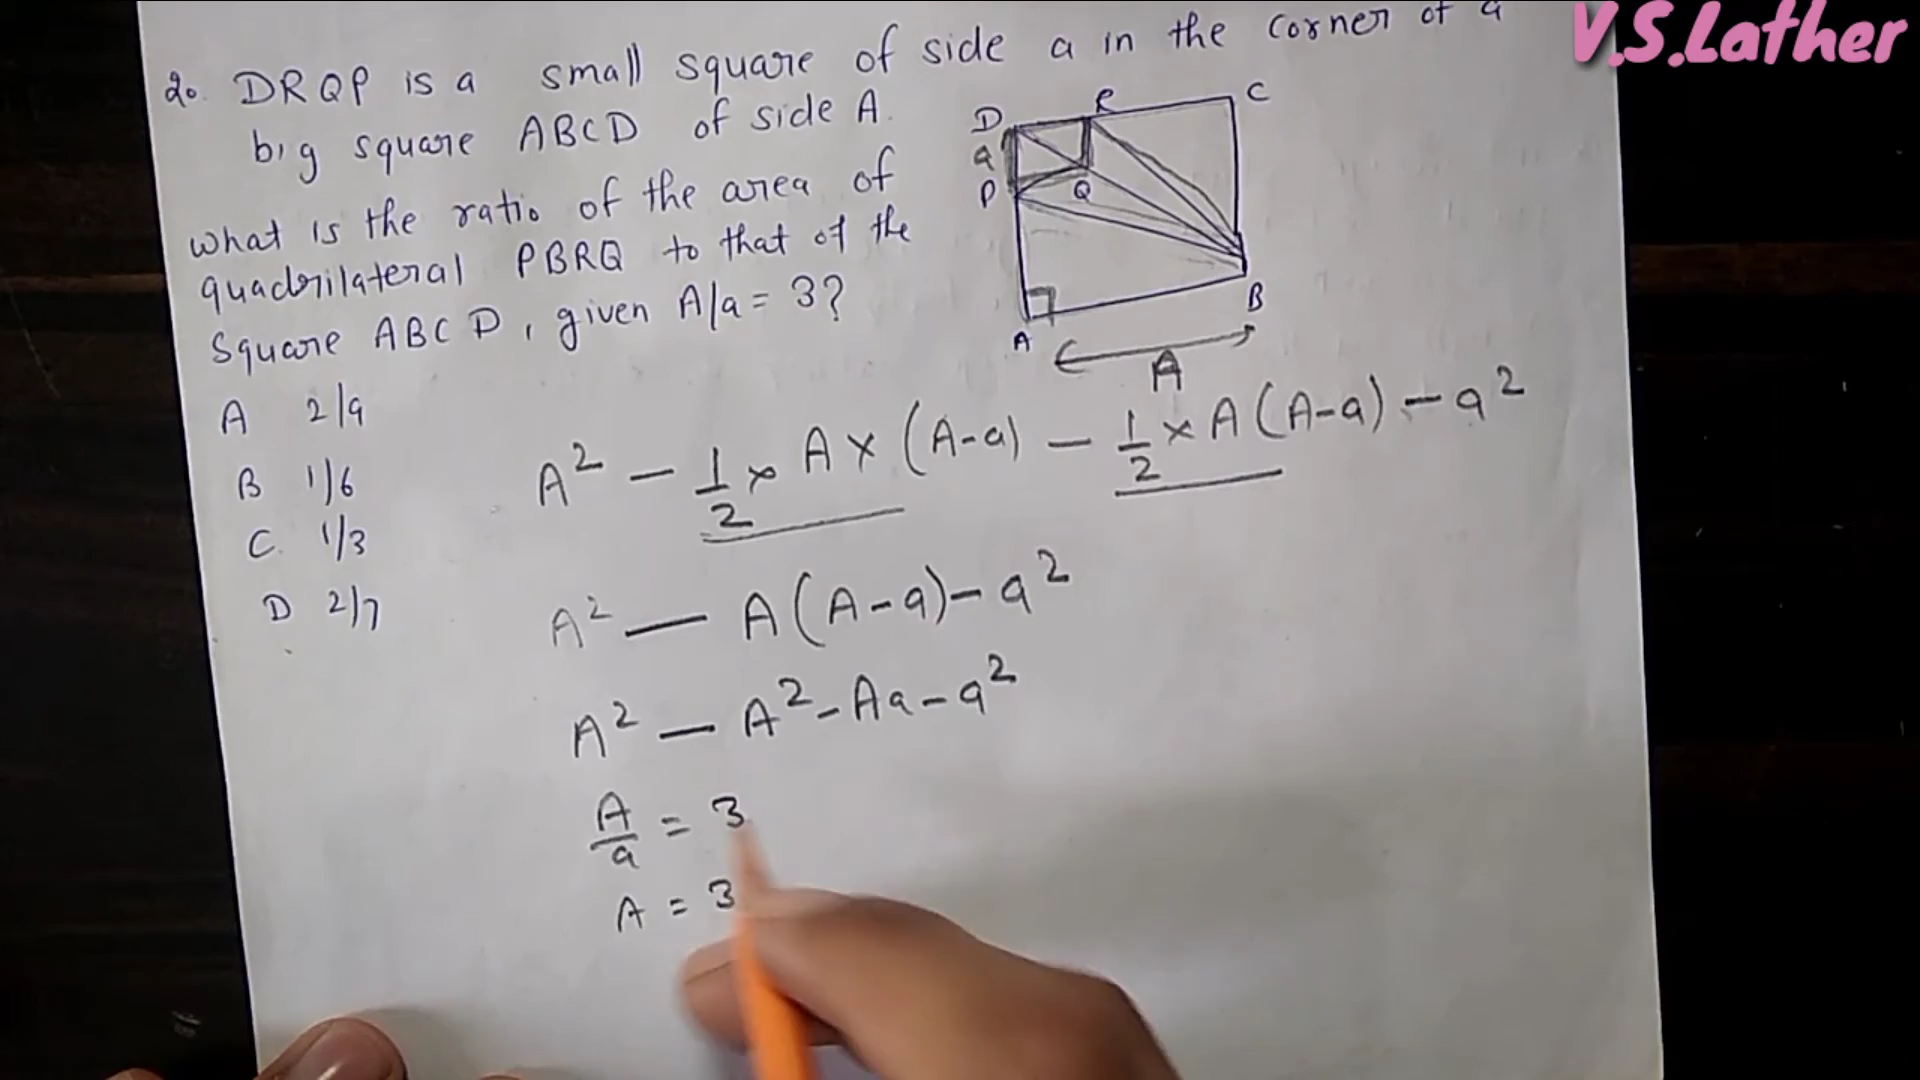 V.S.Lather
20. DRQP is a small square of side a in the corner of a
big square ABCD of side A.
what is the ratio of the area of
quadrilateral PBRQ to that of the
Square ABCD, given A/a = 3?
A 2/9
B 1/6
C. 1/3
D 2/7
D R C
a
P Q
A B
A
A² — 1/2 × A × (A-a) — 1/2 × A (A-a) - a²
A² — A(A-a) - a²
A² — A² - Aa - a²
A/a = 3
A = 3